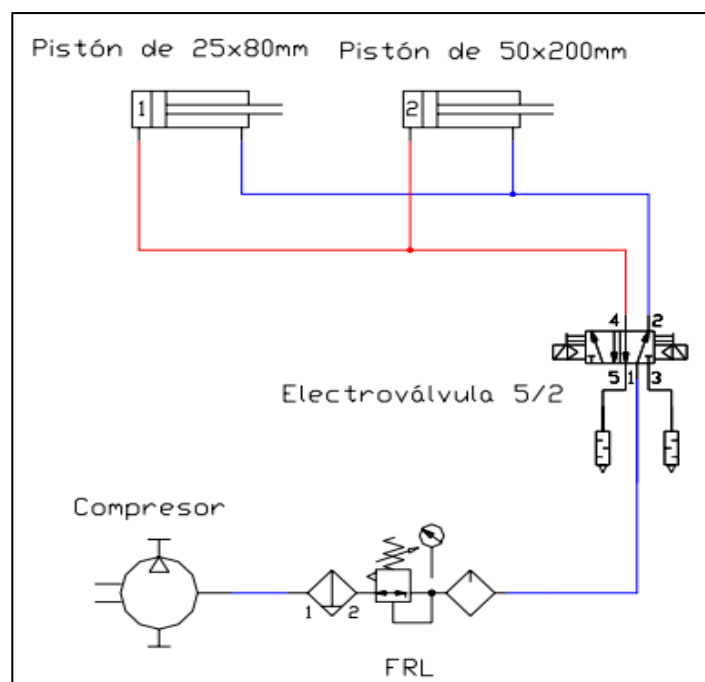 Pistón de 25x80mm Pistón de 50x200mm
1 2
4 2
5 1 3
Electroválvula 5/2
Compresor
1 2
FRL